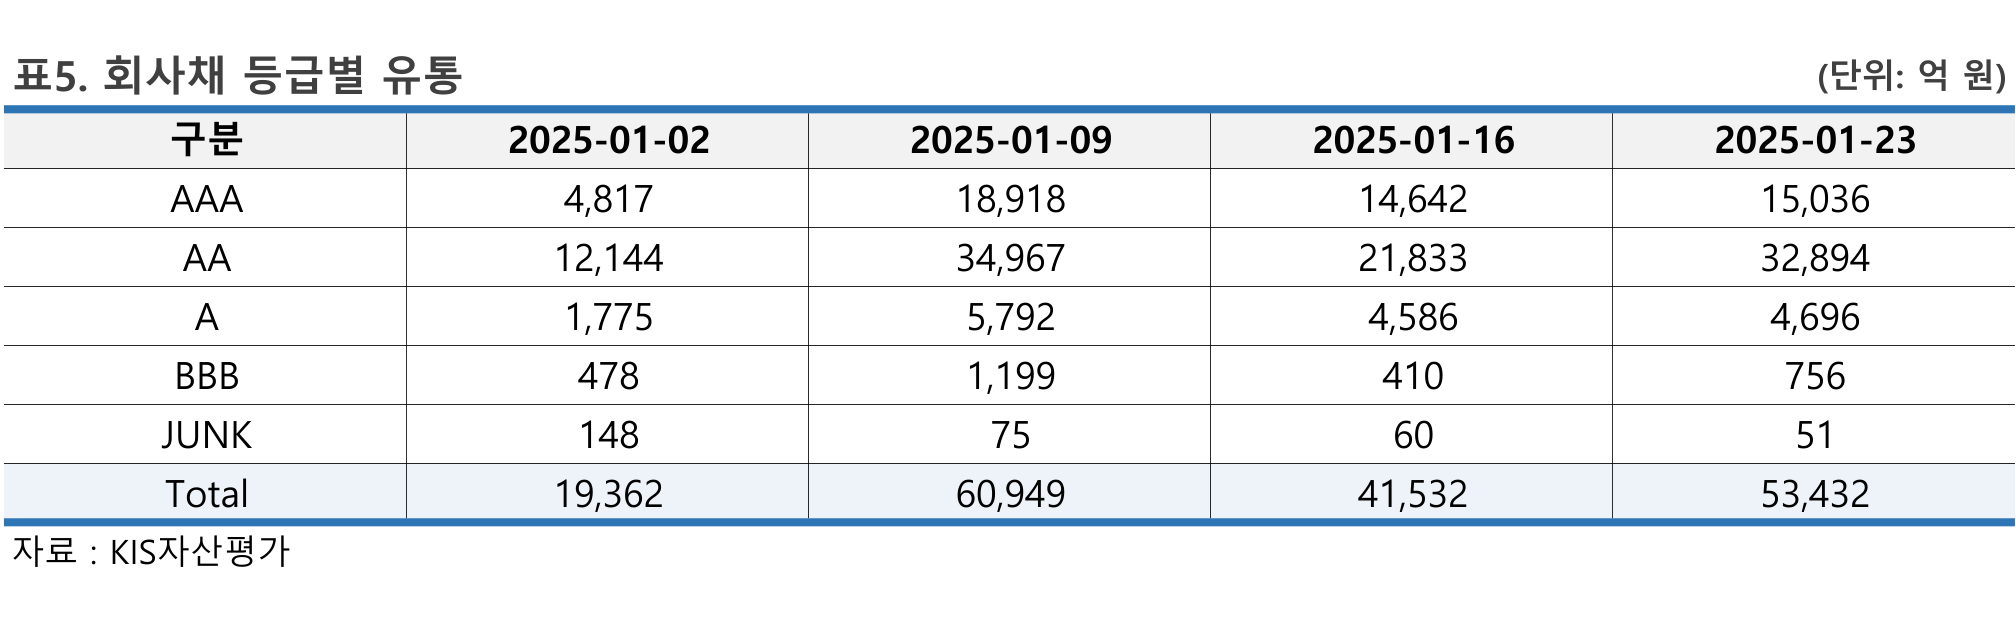 표5. 회사채 등급별 유통 (단위: 억 원)
구분 2025-01-02 2025-01-09 2025-01-16 2025-01-23
AAA 4,817 18,918 14,642 15,036
AA 12,144 34,967 21,833 32,894
A 1,775 5,792 4,586 4,696
BBB 478 1,199 410 756
JUNK 148 75 60 51
Total 19,362 60,949 41,532 53,432
자료 : KIS자산평가